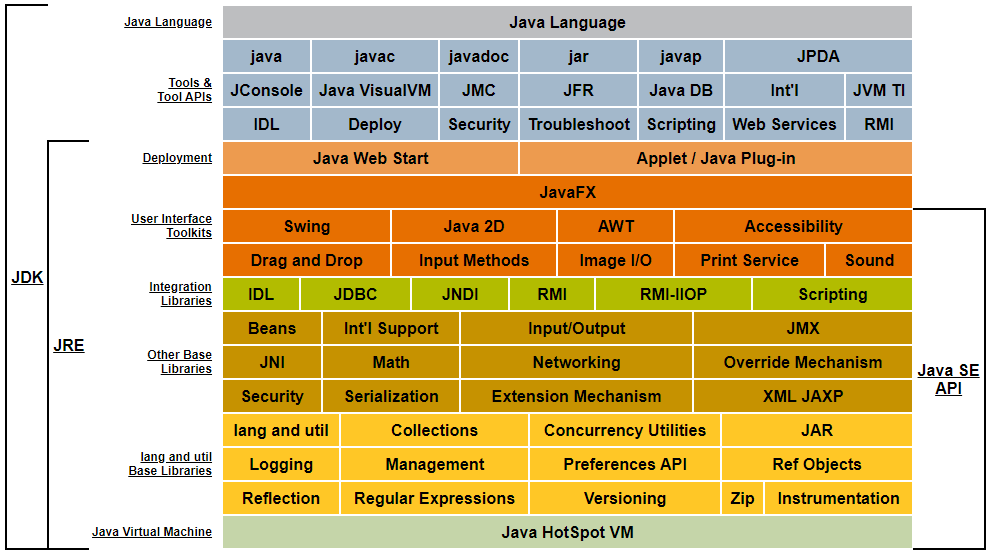 Java Language Java Language
java javac javadoc jar javap JPDA
Tools &
Tool APIs
JConsole Java VisualVM JMC JFR Java DB Int'l JVM TI
IDL Deploy Security Troubleshoot Scripting Web Services RMI
Deployment Java Web Start Applet / Java Plug-in
JavaFX
User Interface
Toolkits
Swing Java 2D AWT Accessibility
Drag and Drop Input Methods Image I/O Print Service Sound
JDK
Integration
Libraries
IDL JDBC JNDI RMI RMI-IIOP Scripting
Beans Int'l Support Input/Output JMX
JRE
Other Base
Libraries
JNI Math Networking Override Mechanism
Java SE
API
Security Serialization Extension Mechanism XML JAXP
lang and util Collections Concurrency Utilities JAR
lang and util
Base Libraries
Logging Management Preferences API Ref Objects
Reflection Regular Expressions Versioning Zip Instrumentation
Java Virtual Machine Java HotSpot VM